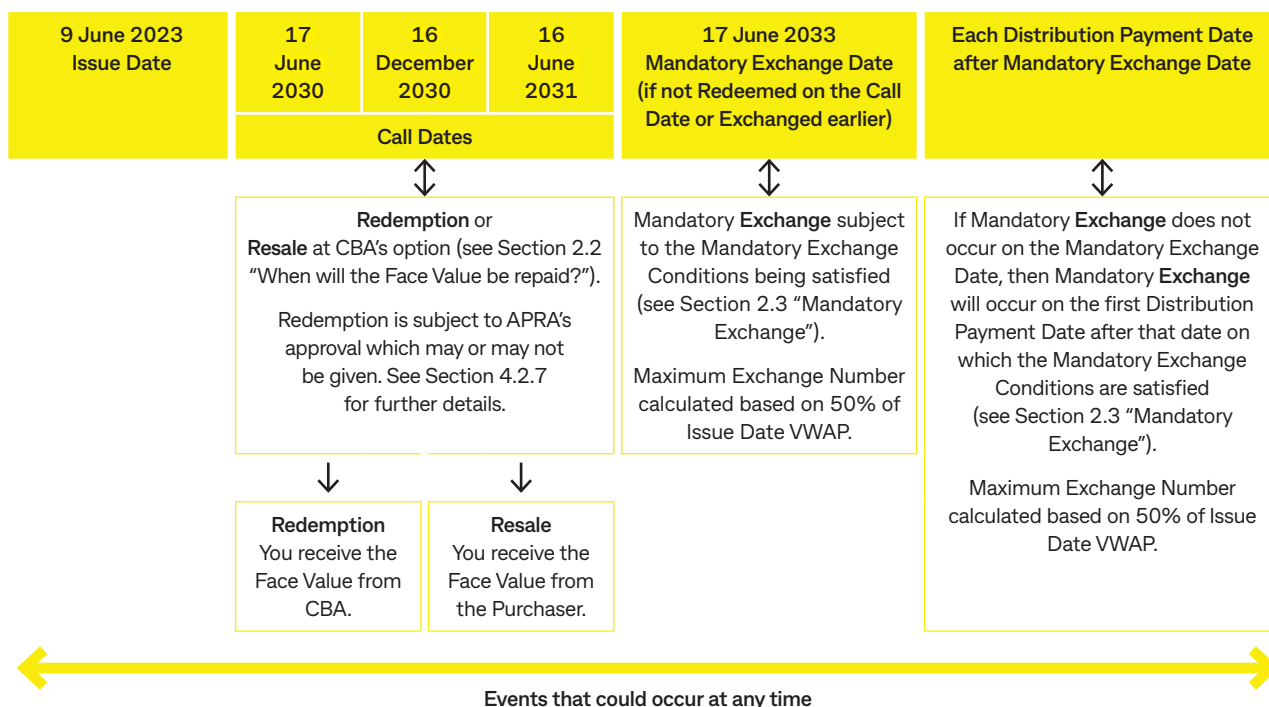 9 June 2023
Issue Date
17
June
2030
16
December
2030
16
June
2031
Call Dates
17 June 2033
Mandatory Exchange Date
(if not Redeemed on the Call
Date or Exchanged earlier)
Each Distribution Payment Date
after Mandatory Exchange Date
Redemption or
Resale at CBA's option (see Section 2.2
“When will the Face Value be repaid?”).
Redemption is subject to APRA's
approval which may or may not
be given. See Section 4.2.7
for further details.
Redemption
You receive the
Face Value from
CBA.
Resale
You receive the
Face Value from
the Purchaser.
Mandatory Exchange subject
to the Mandatory Exchange
Conditions being satisfied
(see Section 2.3 “Mandatory
Exchange”).
Maximum Exchange Number
calculated based on 50% of
Issue Date VWAP.
If Mandatory Exchange does not
occur on the Mandatory Exchange
Date, then Mandatory Exchange
will occur on the first Distribution
Payment Date after that date on
which the Mandatory Exchange
Conditions are satisfied
(see Section 2.3 “Mandatory
Exchange”).
Maximum Exchange Number
calculated based on 50% of Issue
Date VWAP.
Events that could occur at any time